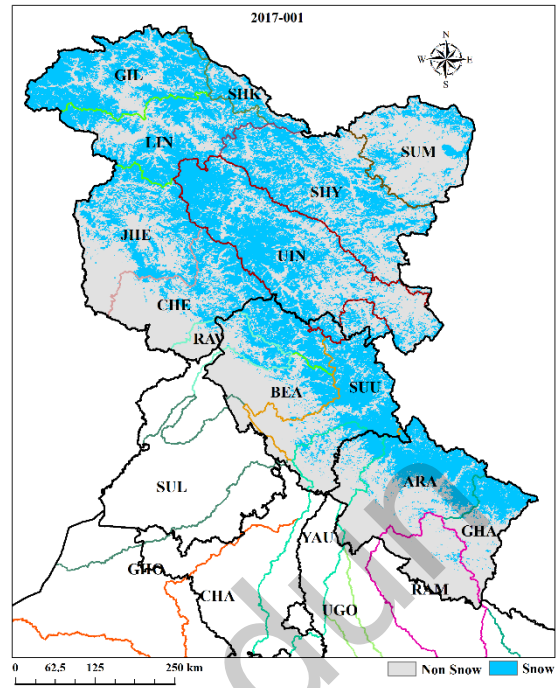 2017-001
N
W E
S
GIL
SHK
LIN
SUM
SHY
JHE
UIN
CHE
RAV
SUU
BEA
ARA
SUL
GHA
YAU
GHO
CHA
UGO
RAM
0 62.5 125 250 km
Non Snow Snow